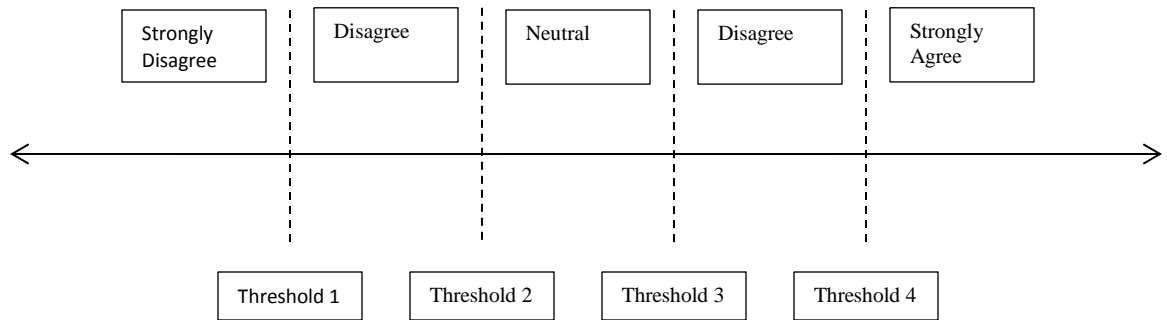 Strongly
Disagree
Disagree
Neutral
Disagree
Strongly
Agree
Threshold 1
Threshold 2
Threshold 3
Threshold 4